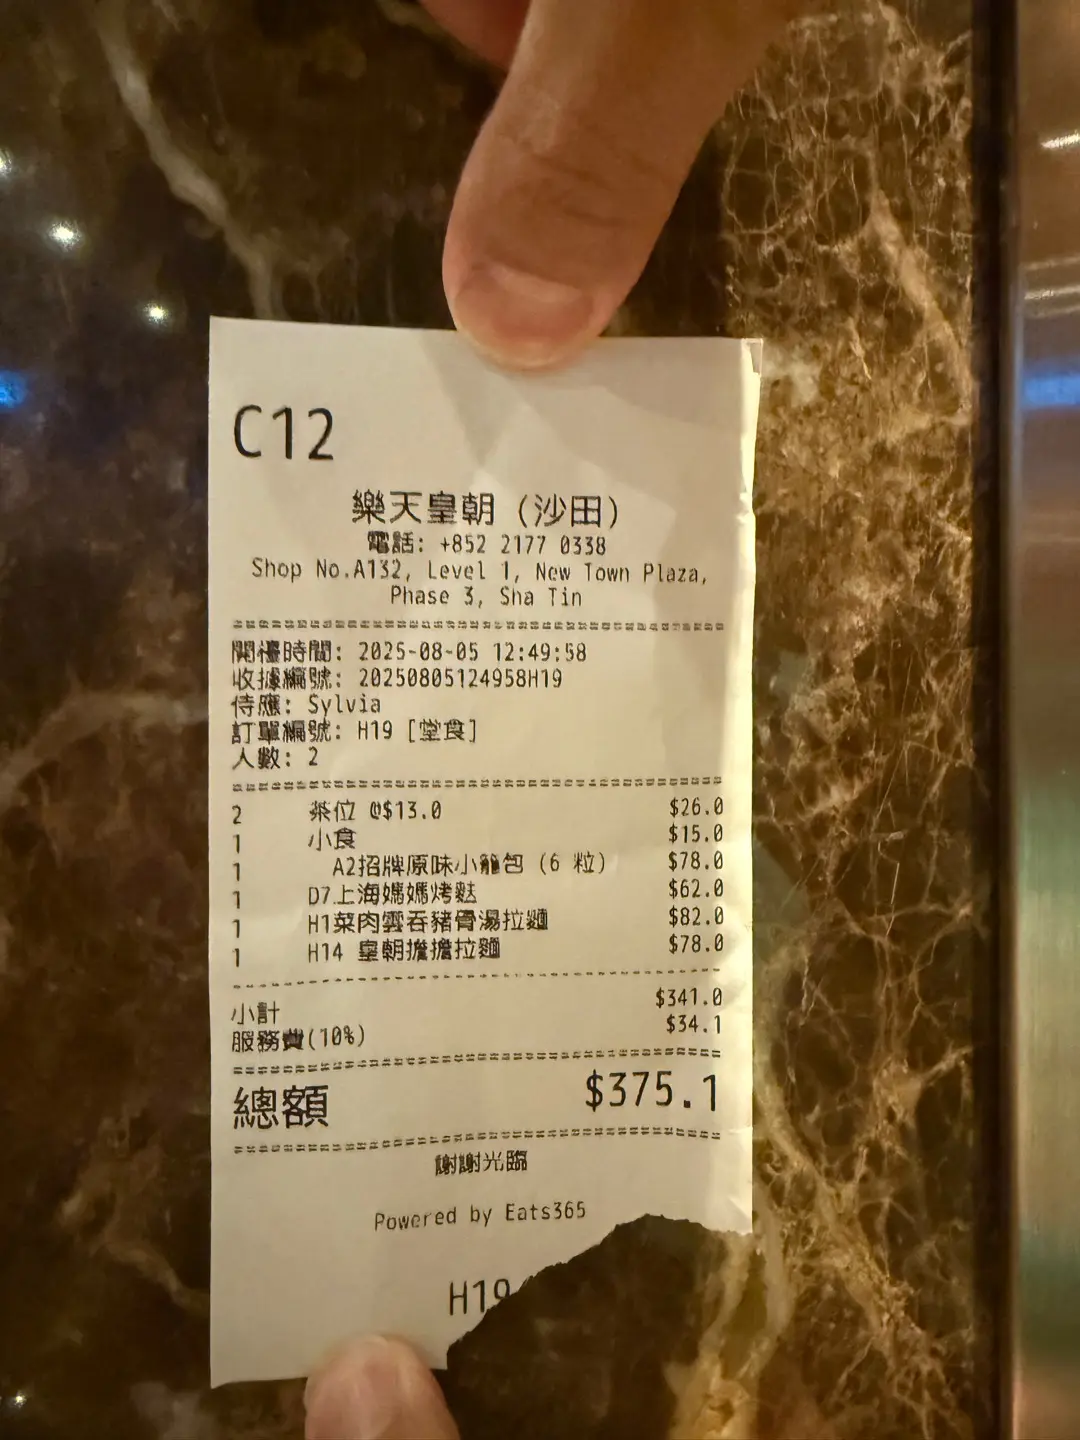 C12
樂天皇朝 (沙田)
電話: +852 2177 0338
Shop No.A132, Level 1, New Town Plaza,
Phase 3, Sha Tin
開檯時間: 2025-08-05 12:49:58
收據編號: 20250805124958H19
侍應: Sylvia
訂單編號: H19 [堂食]
人數: 2
2 茶位 @$13.0 $26.0
1 小食 $15.0
1 A2招牌原味小籠包 (6 粒) $78.0
1 D7上海媽媽烤麩 $62.0
1 H1菜肉雲吞豬骨湯拉麵 $82.0
1 H14 皇朝擔擔拉麵 $78.0
小計 $341.0
服務費(10%) $34.1
總額 $375.1
謝謝光臨
Powered by Eats365
H19